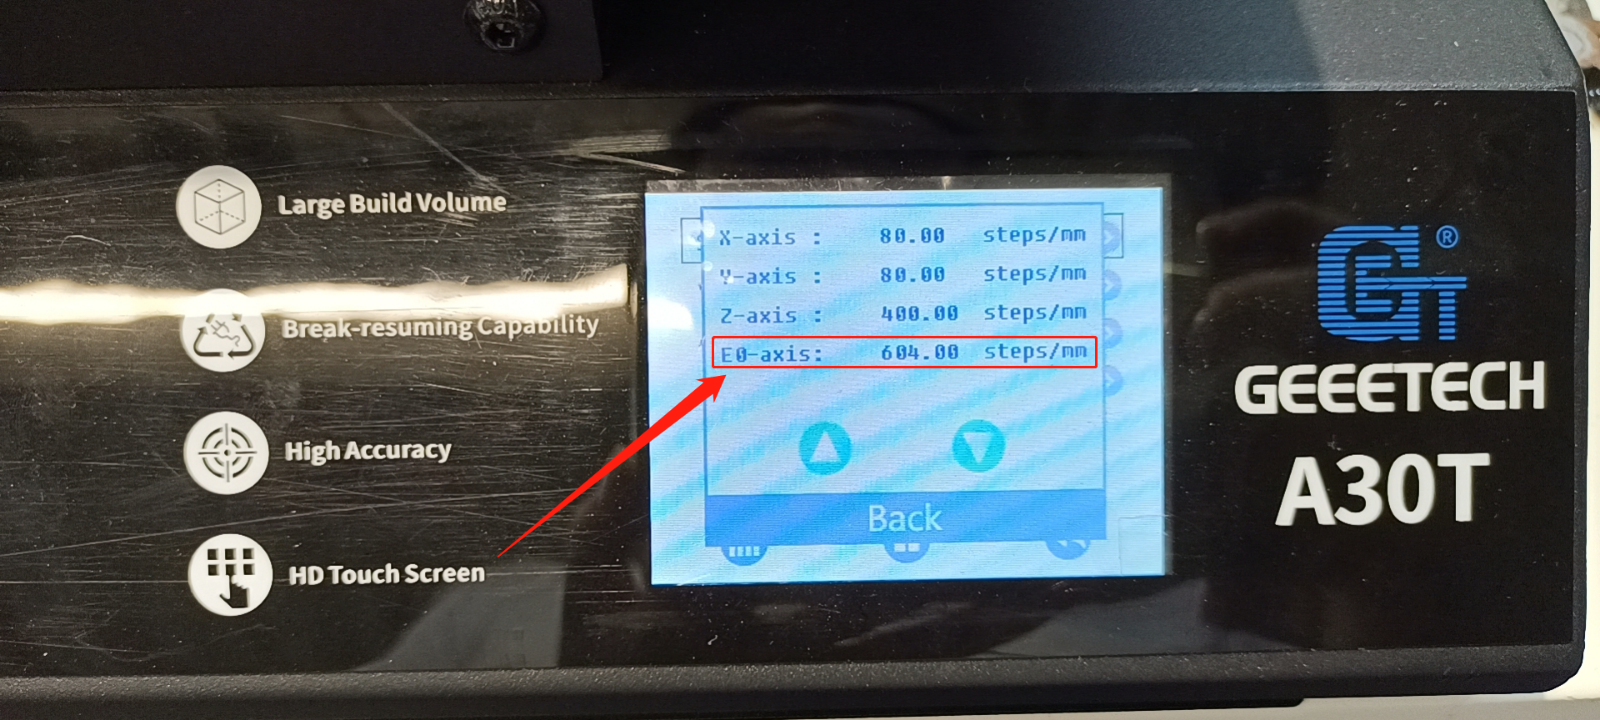 Large Build Volume
Break-resuming Capability
High Accuracy
HD Touch Screen
X-axis : 80.00 steps/mm
Y-axis : 80.00 steps/mm
Z-axis : 400.00 steps/mm
E0-axis: 604.00 steps/mm
Back
GT ®
GEEETECH
A30T